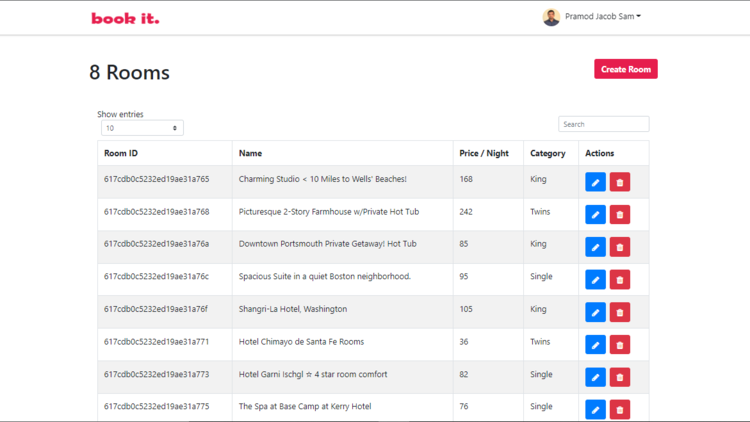 book it.
Pramod Jacob Sam
8 Rooms
Create Room
Show entries
10
Search
Room ID Name Price / Night Category Actions
617cdb0c5232ed19ae31a765 Charming Studio < 10 Miles to Wells' Beaches! 168 King
617cdb0c5232ed19ae31a768 Picturesque 2-Story Farmhouse w/Private Hot Tub 242 Twins
617cdb0c5232ed19ae31a76a Downtown Portsmouth Private Getaway! Hot Tub 85 King
617cdb0c5232ed19ae31a76c Spacious Suite in a quiet Boston neighborhood. 95 Single
617cdb0c5232ed19ae31a76f Shangri-La Hotel, Washington 105 King
617cdb0c5232ed19ae31a771 Hotel Chimayo de Santa Fe Rooms 36 Twins
617cdb0c5232ed19ae31a773 Hotel Garni Ischgl ☆ 4 star room comfort 82 Single
617cdb0c5232ed19ae31a775 The Spa at Base Camp at Kerry Hotel 76 Single